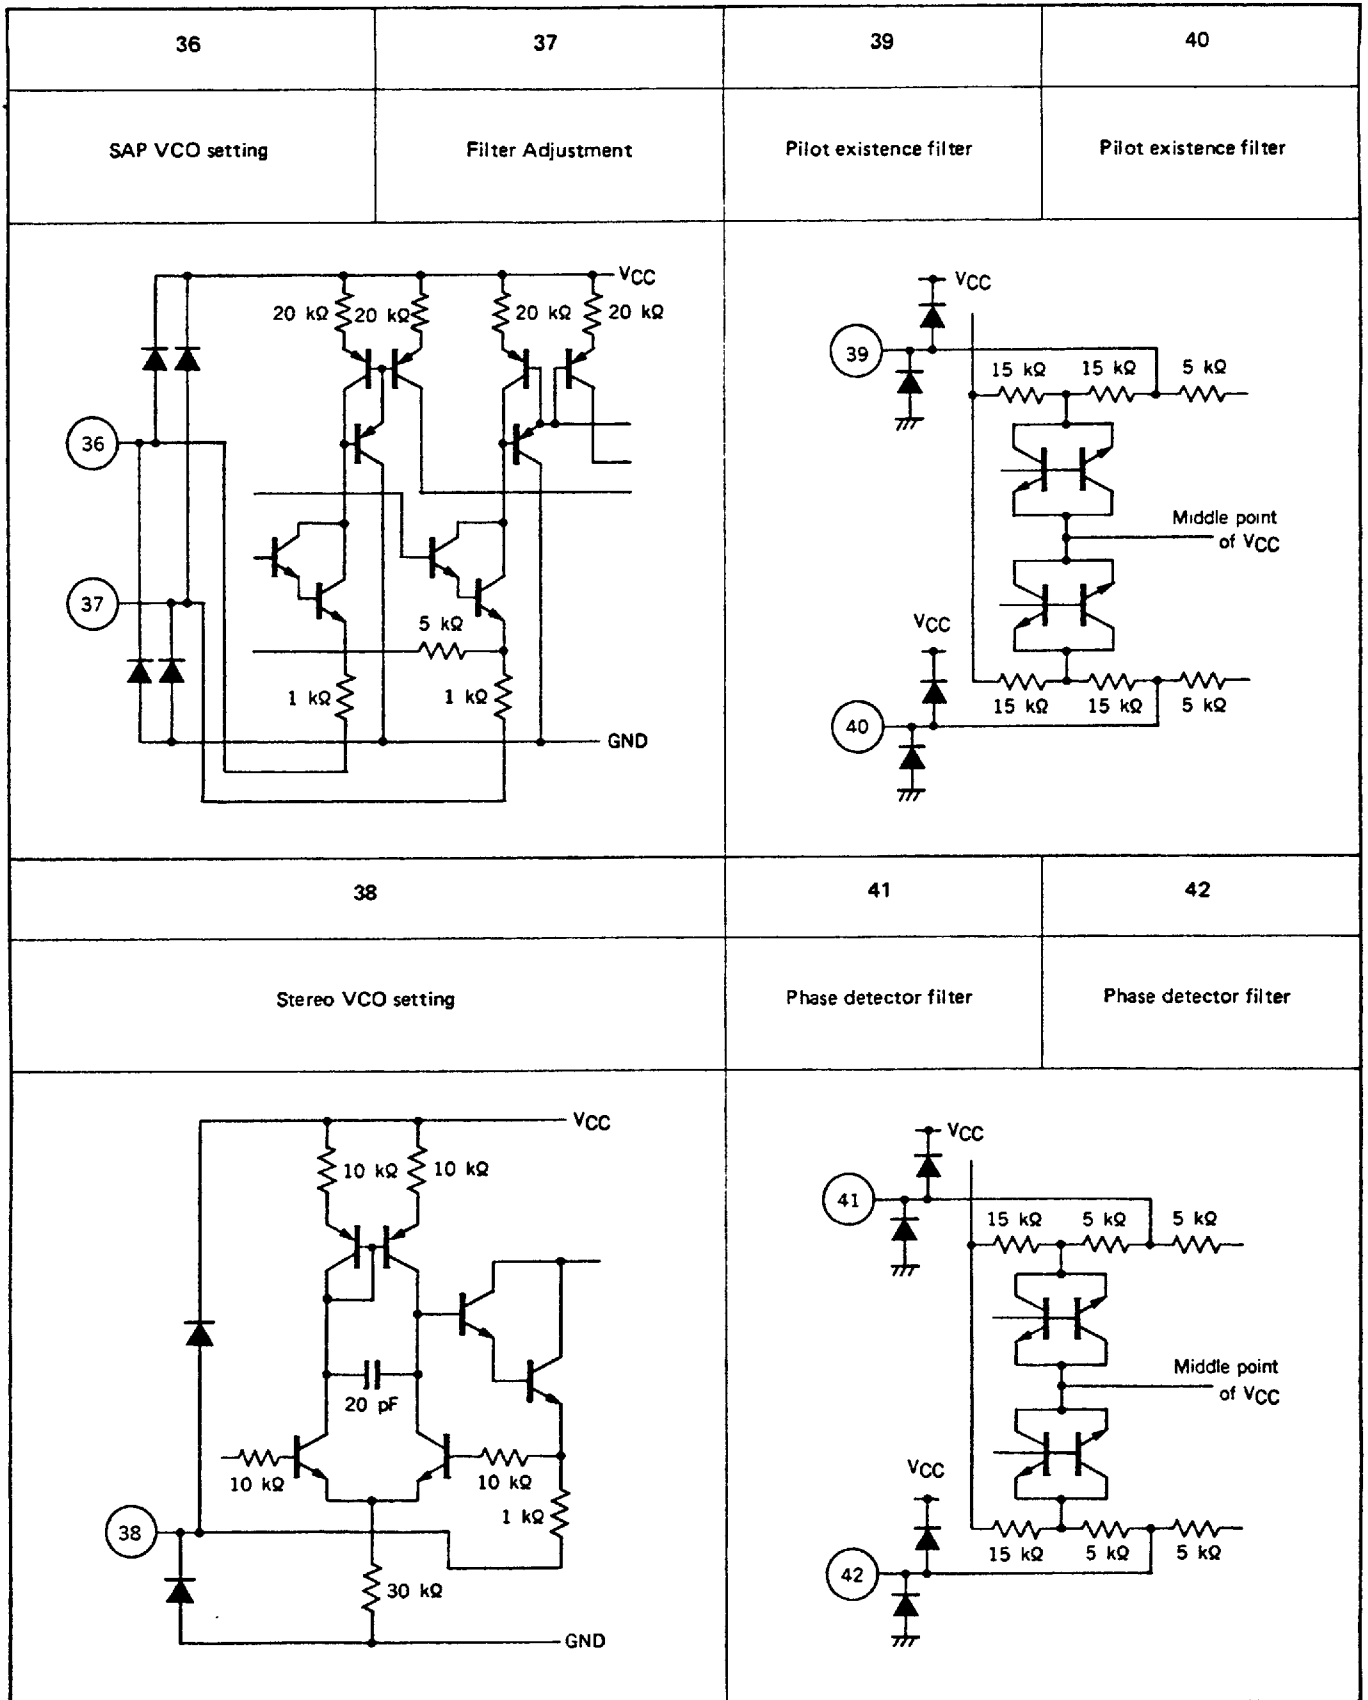 36 37 39 40
SAP VCO setting Filter Adjustment Pilot existence filter Pilot existence filter
VCC
20 kΩ 20 kΩ 20 kΩ 20 kΩ
36
37
5 kΩ
1 kΩ 1 kΩ
GND
VCC
39
15 kΩ 15 kΩ 5 kΩ
Middle point
of VCC
VCC
15 kΩ 15 kΩ 5 kΩ
40
38 41 42
Stereo VCO setting Phase detector filter Phase detector filter
VCC
10 kΩ 10 kΩ
20 pF
10 kΩ 10 kΩ
1 kΩ
38
30 kΩ
GND
VCC
41
15 kΩ 5 kΩ 5 kΩ
Middle point
of VCC
VCC
15 kΩ 5 kΩ 5 kΩ
42